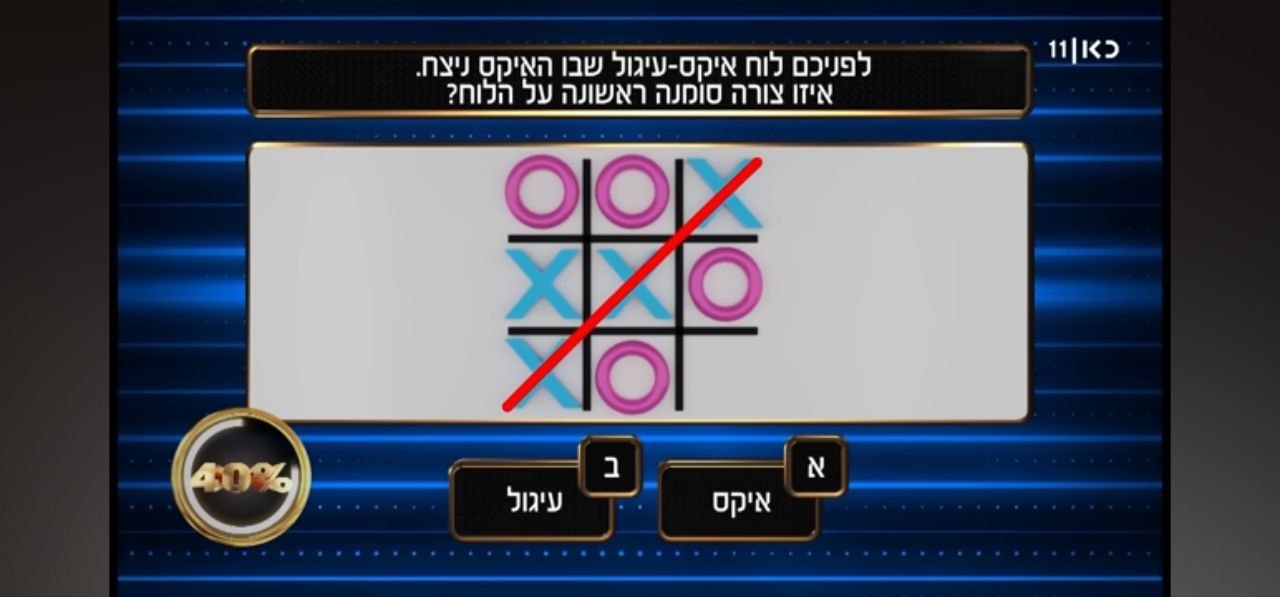 כאן|11
לפניכם לוח איקס-עיגול שבו האיקס ניצח.
איזו צורה סומנה ראשונה על הלוח?
O O X
X X O
X O
א
איקס
ב
עיגול
40%